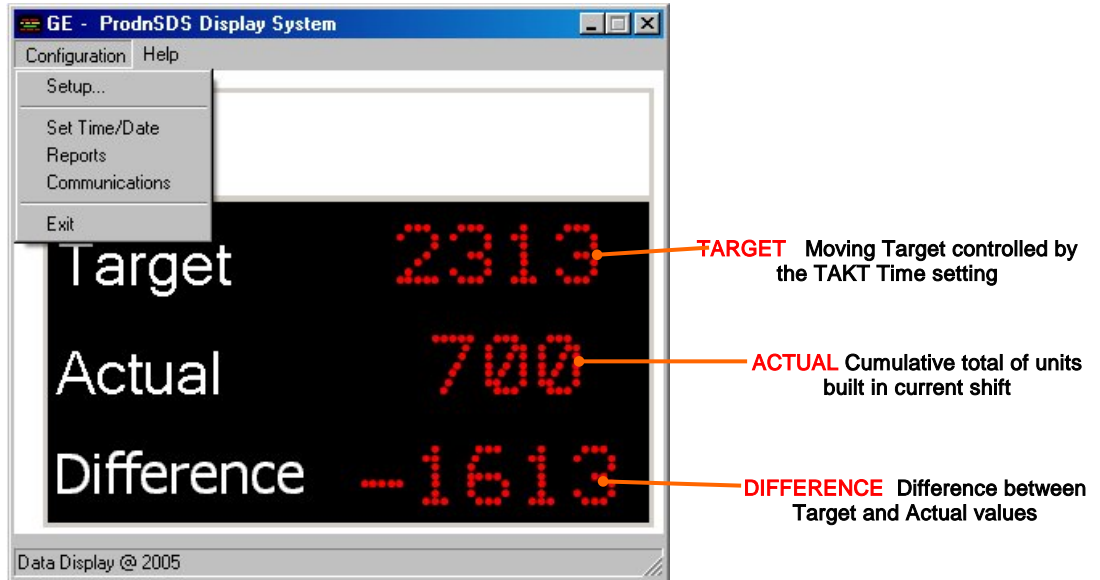 GE - ProdnSDS Display System
Configuration Help
Setup...
Set Time/Date
Reports
Communications
Exit
Target 2313
TARGET Moving Target controlled by
the TAKT Time setting
Actual 700
ACTUAL Cumulative total of units
built in current shift
Difference -1613
DIFFERENCE Difference between
Target and Actual values
Data Display @ 2005